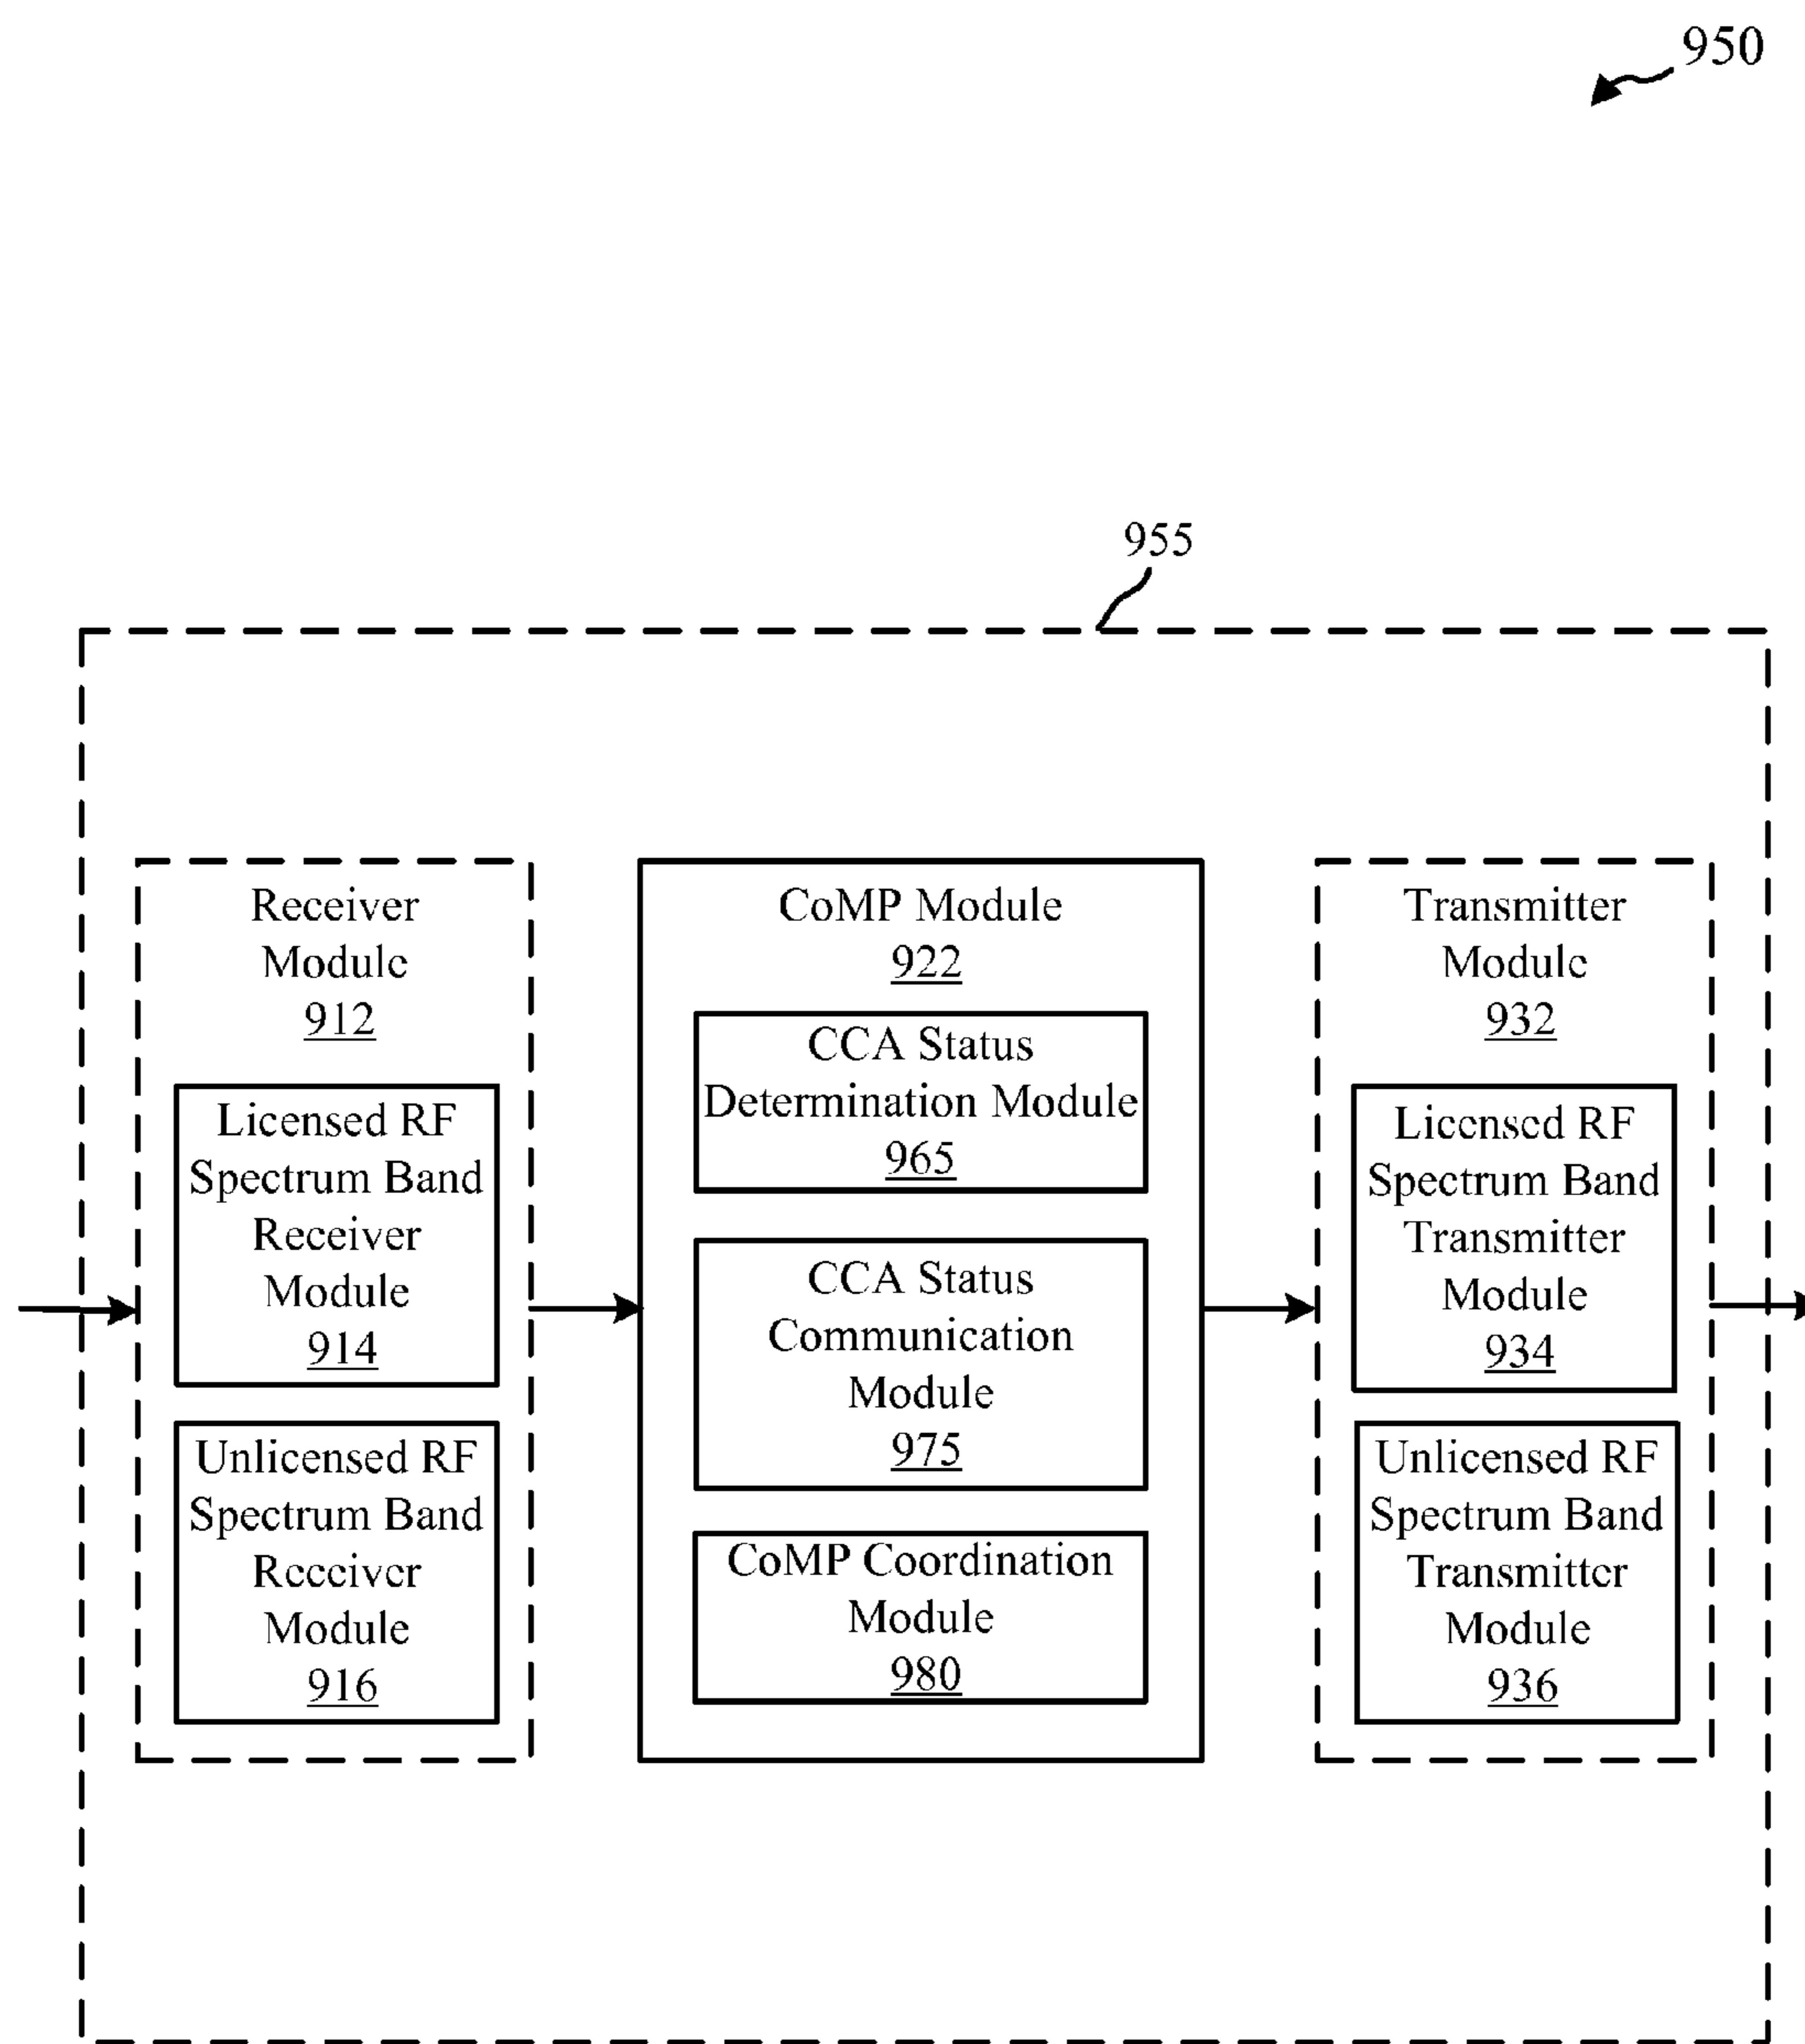 950
955
Receiver
Module
912
Licensed RF
Spectrum Band
Receiver
Module
914
Unlicensed RF
Spectrum Band
Receiver
Module
916
CoMP Module
922
CCA Status
Determination Module
965
CCA Status
Communication
Module
975
CoMP Coordination
Module
980
Transmitter
Module
932
Licensed RF
Spectrum Band
Transmitter
Module
934
Unlicensed RF
Spectrum Band
Transmitter
Module
936